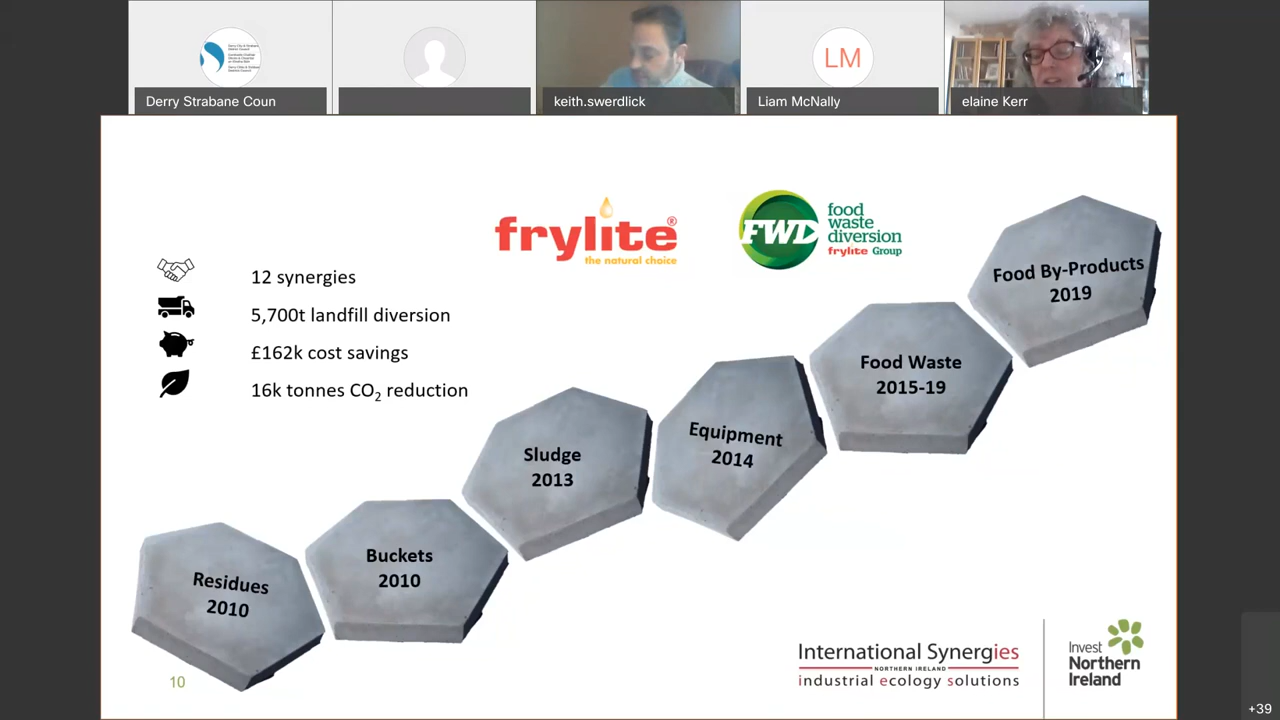 Derry Strabane Coun
keith.swerdlick
LM
Liam McNally
elaine Kerr
frylite®
the natural choice
FWD
food
waste
diversion
frylite Group
12 synergies
5,700t landfill diversion
£162k cost savings
16k tonnes CO₂ reduction
Food By-Products
2019
Food Waste
2015-19
Equipment
2014
Sludge
2013
Buckets
2010
Residues
2010
10
International Synergies
NORTHERN IRELAND
industrial ecology solutions
Invest
Northern
Ireland
+39